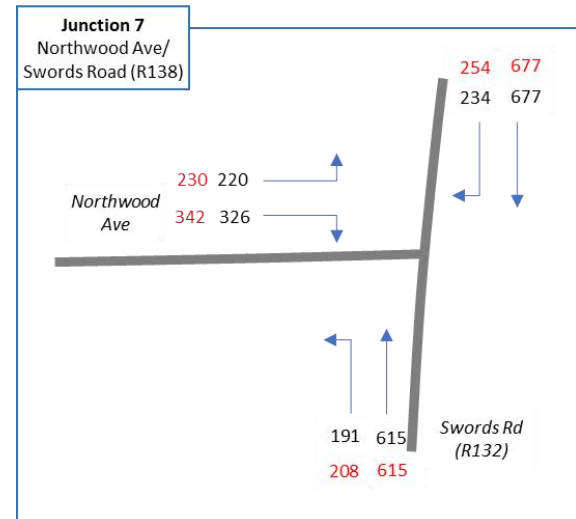 Junction 7
Northwood Ave/
Swords Road (R138)
254 677
234 677
230 220
Northwood
Ave
342 326
191 615
208 615
Swords Rd
(R132)